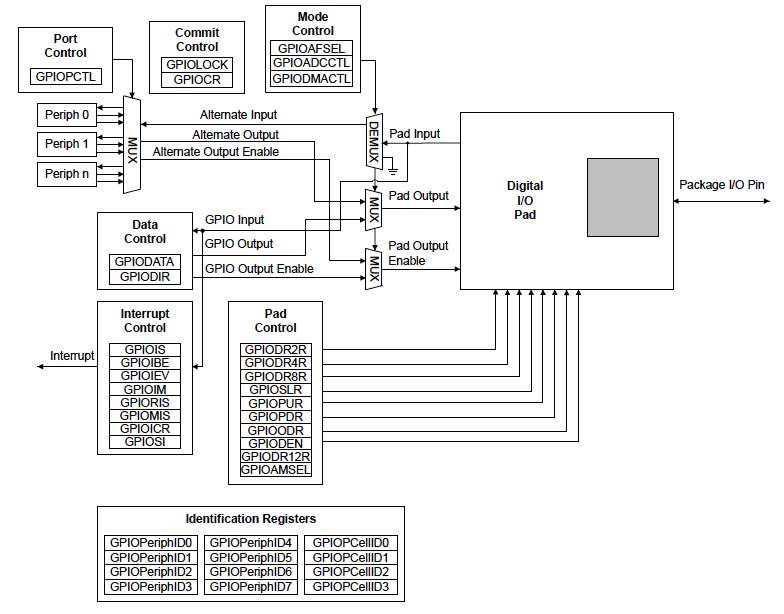 Port
Control
GPIOPCTL
Commit
Control
GPIOLOCK
GPIOCR
Mode
Control
GPIOAFSEL
GPIOADCCTL
GPIODMACTL
Periph 0
Periph 1
Periph n
MUX
Alternate Input
Alternate Output
Alternate Output Enable
DEMUX
Pad Input
MUX
Pad Output
MUX
Pad Output
Enable
Digital
I/O
Pad
Package I/O Pin
Data
Control
GPIODATA
GPIODIR
GPIO Input
GPIO Output
GPIO Output Enable
Interrupt
Interrupt
Control
GPIOIS
GPIOIBE
GPIOIEV
GPIOIM
GPIORIS
GPIOMIS
GPIOICR
GPIOSI
Pad
Control
GPIODR2R
GPIODR4R
GPIODR8R
GPIOSLR
GPIOPUR
GPIOPDR
GPIOODR
GPIODEN
GPIODR12R
GPIOAMSEL
Identification Registers
GPIOPeriphID0
GPIOPeriphID1
GPIOPeriphID2
GPIOPeriphID3
GPIOPeriphID4
GPIOPeriphID5
GPIOPeriphID6
GPIOPeriphID7
GPIOPCellID0
GPIOPCellID1
GPIOPCellID2
GPIOPCellID3